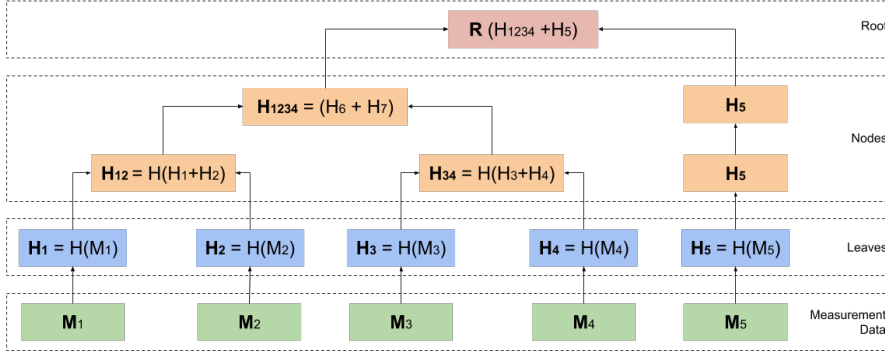 R (H1234 +H5)
Root
H1234 = (H6 + H7)
H5
Nodes
H12 = H(H1+H2)
H34 = H(H3+H4)
H5
H1 = H(M1)
H2 = H(M2)
H3 = H(M3)
H4 = H(M4)
H5 = H(M5)
Leaves
M1
M2
M3
M4
M5
Measurement
Data